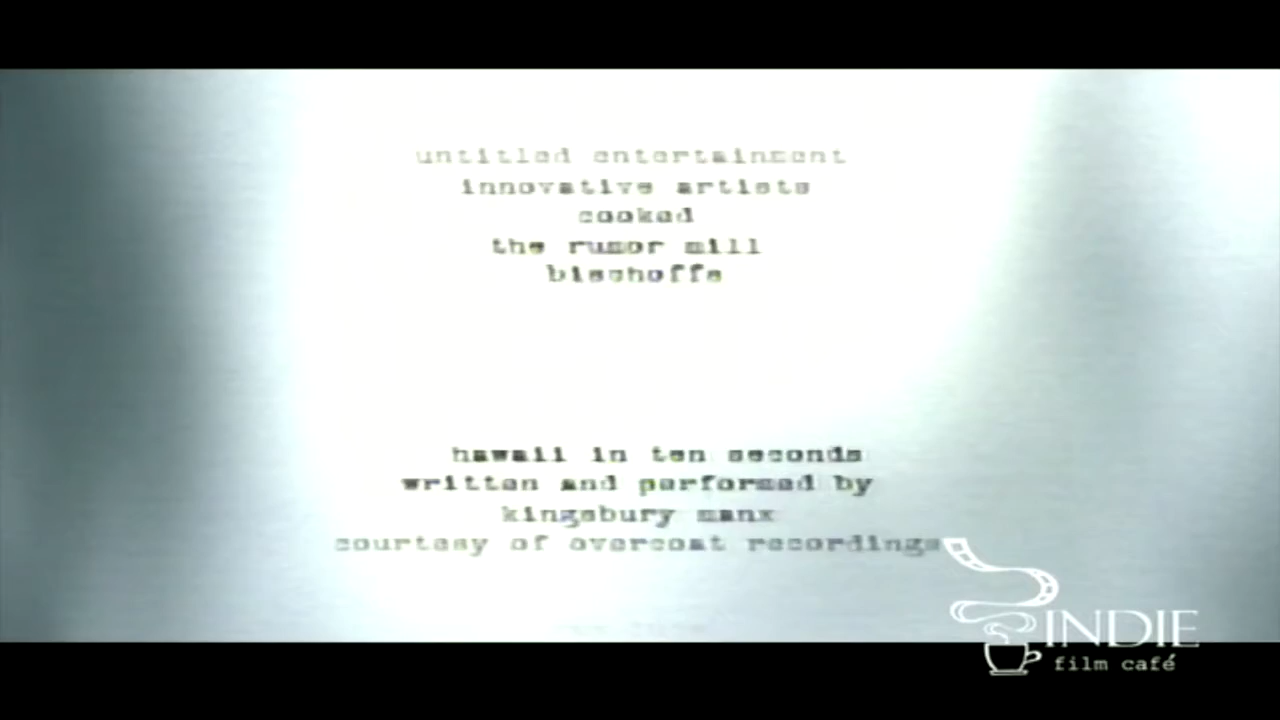 untitled entertainment
innovative artists
cooked
the rumor mill
bischoffs
hawaii in ten seconds
written and performed by
kingsbury manx
courtesy of overcoat recordings
INDIE
film café